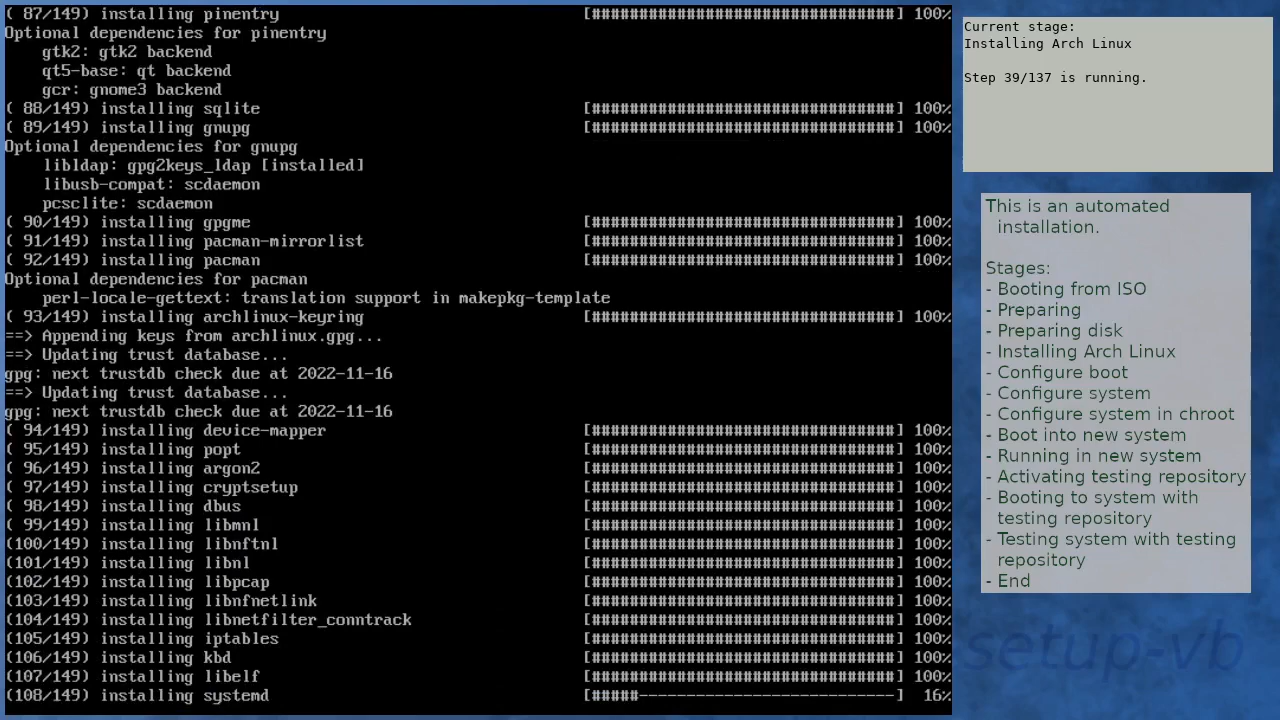 ( 87/149) installing pinentry [################################] 100%
Optional dependencies for pinentry
    gtk2: gtk2 backend
    qt5-base: qt backend
    gcr: gnome3 backend
( 88/149) installing sqlite [################################] 100%
( 89/149) installing gnupg [################################] 100%
Optional dependencies for gnupg
    libldap: gpg2keys_ldap [installed]
    libusb-compat: scdaemon
    pcsclite: scdaemon
( 90/149) installing gpgme [################################] 100%
( 91/149) installing pacman-mirrorlist [################################] 100%
( 92/149) installing pacman [################################] 100%
Optional dependencies for pacman
    perl-locale-gettext: translation support in makepkg-template
( 93/149) installing archlinux-keyring [################################] 100%
==> Appending keys from archlinux.gpg...
==> Updating trust database...
gpg: next trustdb check due at 2022-11-16
==> Updating trust database...
gpg: next trustdb check due at 2022-11-16
( 94/149) installing device-mapper [################################] 100%
( 95/149) installing popt [################################] 100%
( 96/149) installing argon2 [################################] 100%
( 97/149) installing cryptsetup [################################] 100%
( 98/149) installing dbus [################################] 100%
( 99/149) installing libmnl [################################] 100%
(100/149) installing libnftnl [################################] 100%
(101/149) installing libnl [################################] 100%
(102/149) installing libpcap [################################] 100%
(103/149) installing libnfnetlink [################################] 100%
(104/149) installing libnetfilter_conntrack [################################] 100%
(105/149) installing iptables [################################] 100%
(106/149) installing kbd [################################] 100%
(107/149) installing libelf [################################] 100%
(108/149) installing systemd [#####---------------------------] 16%
Current stage:
Installing Arch Linux
Step 39/137 is running.
This is an automated
installation.
Stages:
- Booting from ISO
- Preparing
- Preparing disk
- Installing Arch Linux
- Configure boot
- Configure system
- Configure system in chroot
- Boot into new system
- Running in new system
- Activating testing repository
- Booting to system with
testing repository
- Testing system with testing
repository
- End
setup-vb